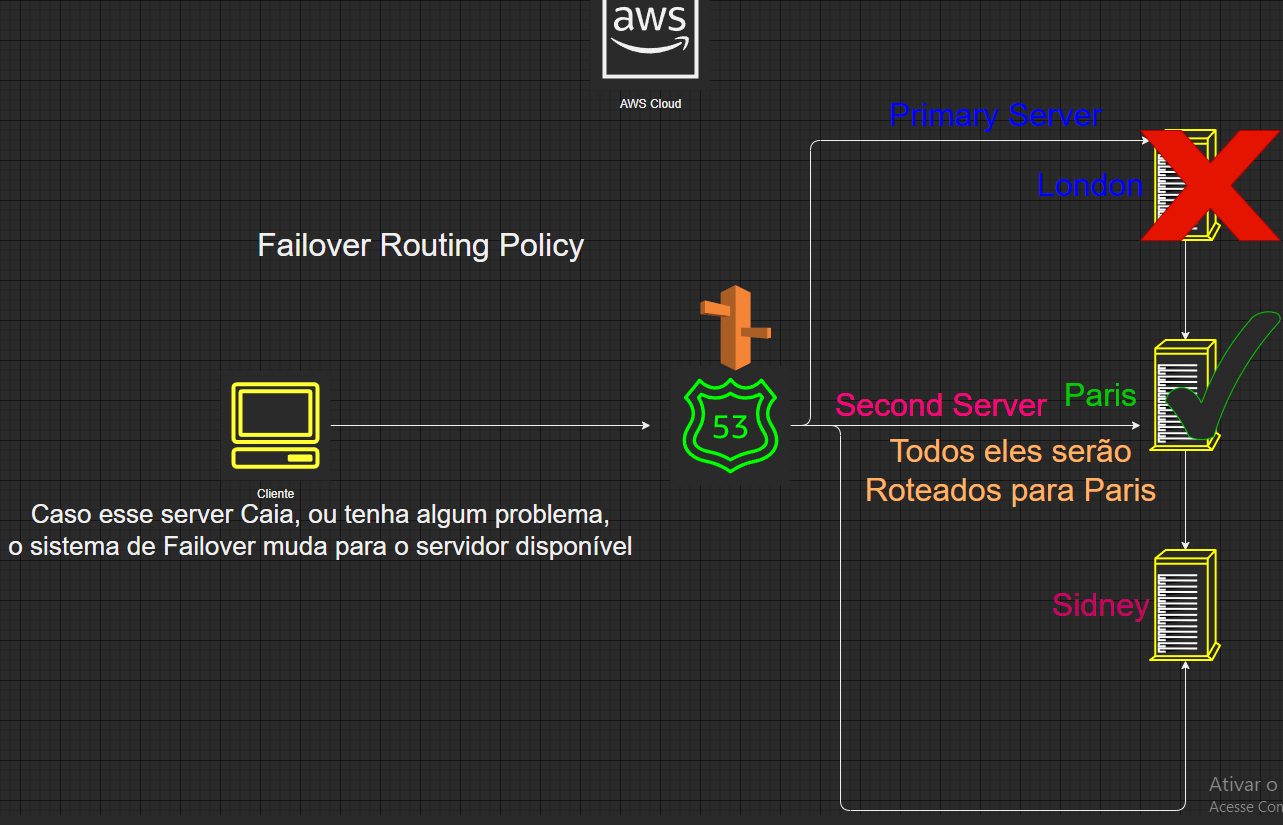 aws
AWS Cloud
Primary Server
London
Failover Routing Policy
53
Second Server
Paris
Todos eles serão
Roteados para Paris
Cliente
Caso esse server Caia, ou tenha algum problema,
o sistema de Failover muda para o servidor disponível
Sidney
Ativar o
Acesse Con